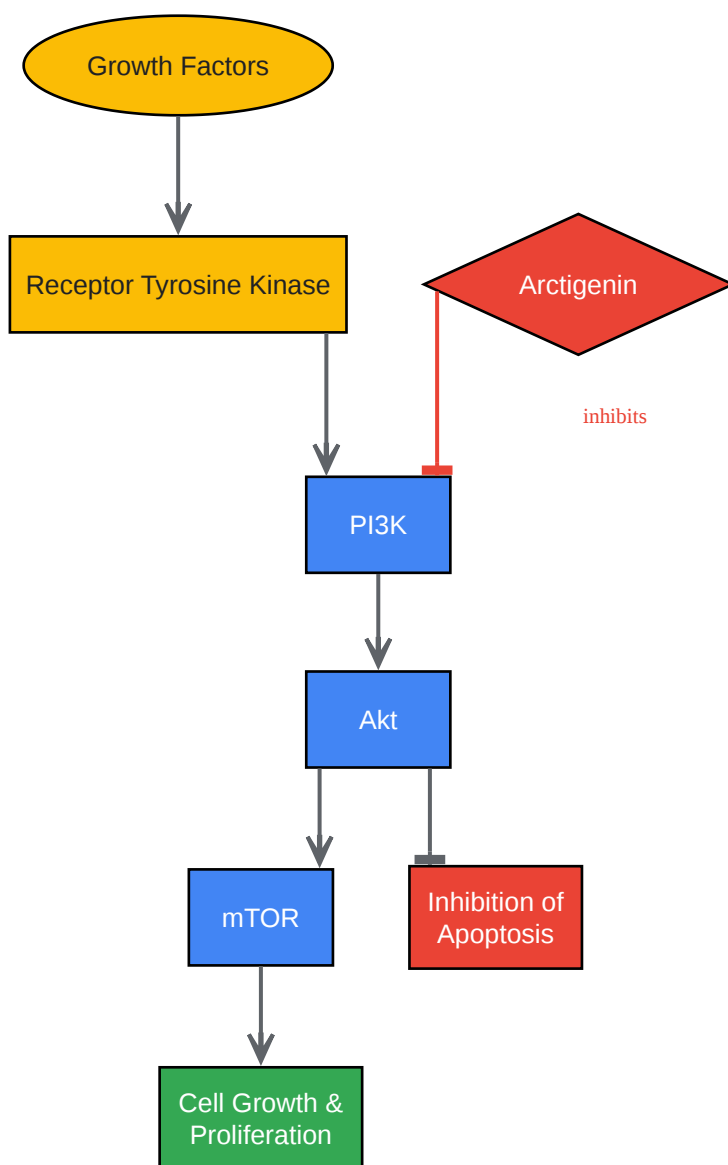 Growth Factors
Receptor Tyrosine Kinase
Arctigenin
inhibits
PI3K
Akt
mTOR
Inhibition of
Apoptosis
Cell Growth &
Proliferation